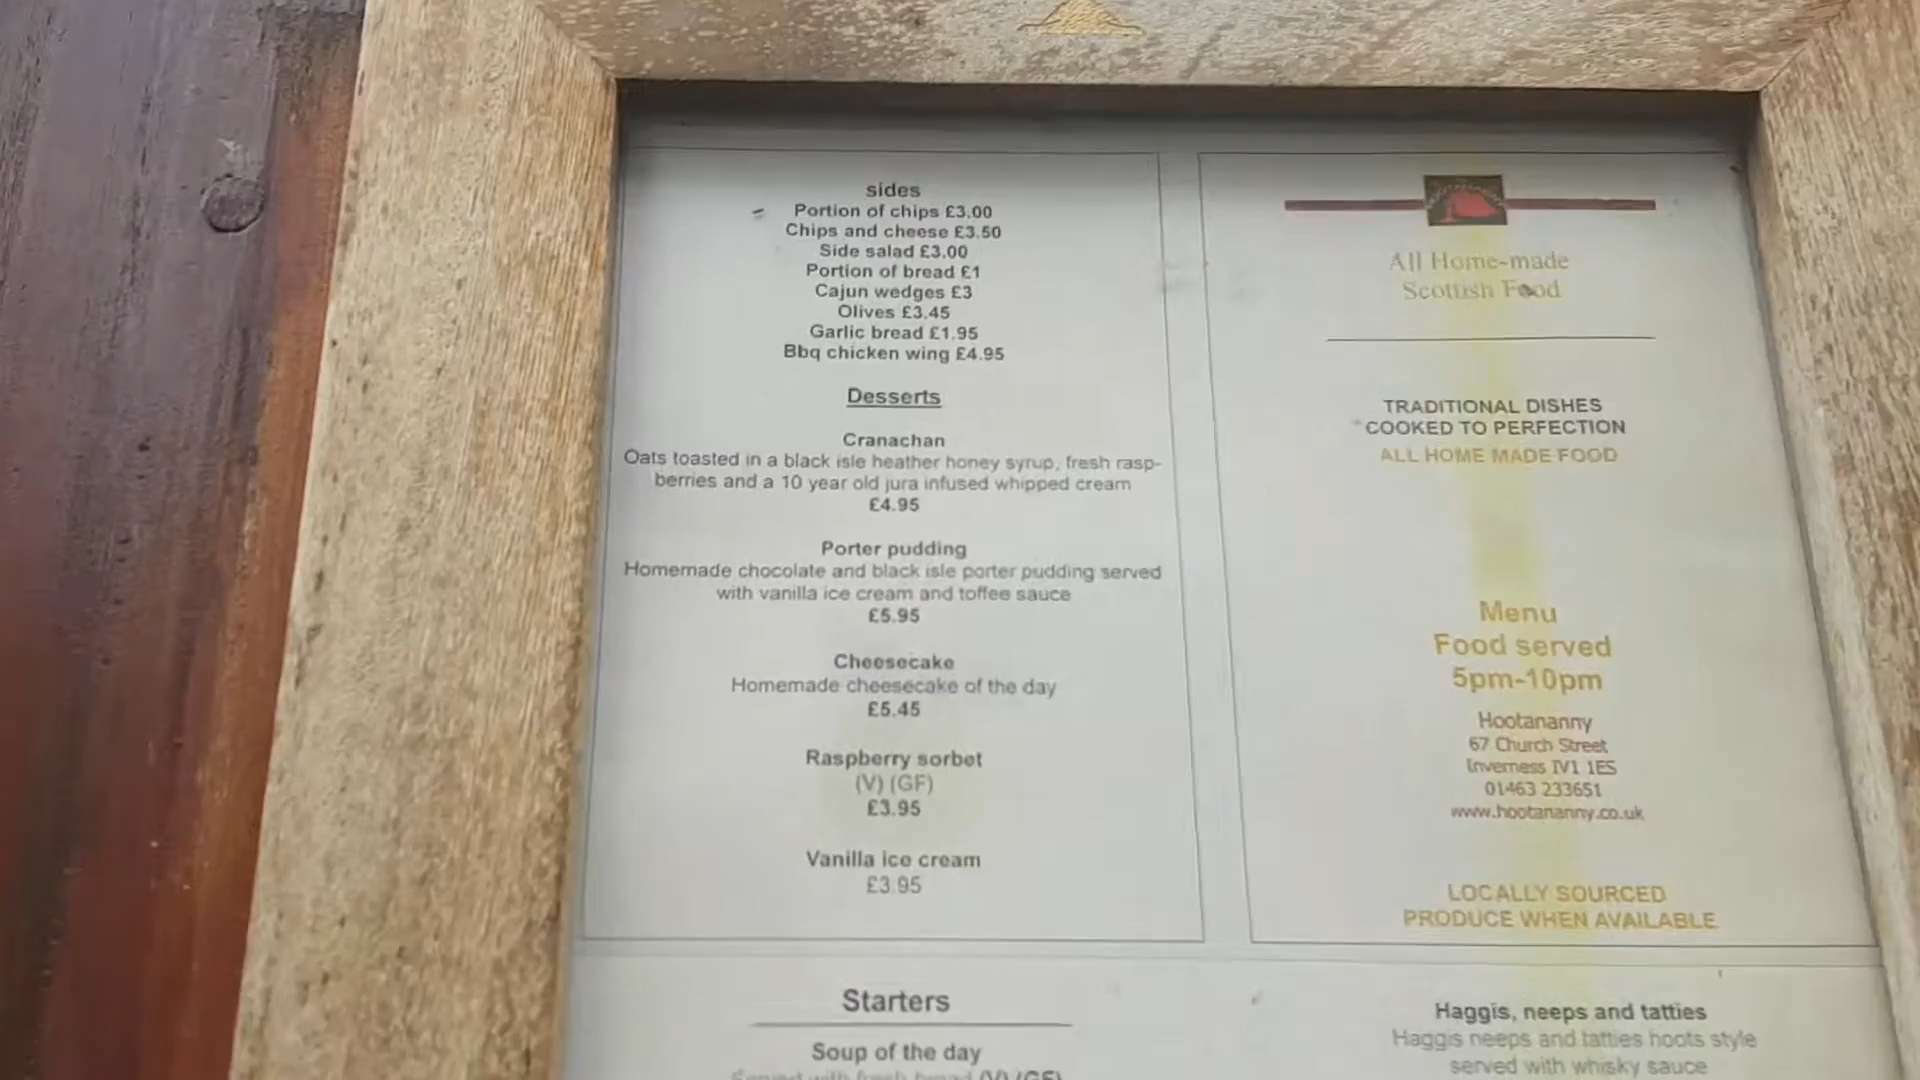 sides
Portion of chips £3.00
Chips and cheese £3.50
Side salad £3.00
Portion of bread £1
Cajun wedges £3
Olives £3.45
Garlic bread £1.95
Bbq chicken wing £4.95
Desserts
Cranachan
Oats toasted in a black isle heather honey syrup, fresh rasp-
berries and a 10 year old jura infused whipped cream
£4.95
Porter pudding
Homemade chocolate and black isle porter pudding served
with vanilla ice cream and toffee sauce
£5.95
Cheesecake
Homemade cheesecake of the day
£5.45
Raspberry sorbet
(V) (GF)
£3.95
Vanilla ice cream
£3.95
All Home-made
Scottish Food
TRADITIONAL DISHES
COOKED TO PERFECTION
ALL HOME MADE FOOD
Menu
Food served
5pm-10pm
Hootananny
67 Church Street
Inverness IV1 1ES
01463 233651
www.hootananny.co.uk
LOCALLY SOURCED
PRODUCE WHEN AVAILABLE
Starters
Soup of the day
Served with fresh bread (V) (GF)
Haggis, neeps and tatties
Haggis neeps and tatties hoots style
served with whisky sauce